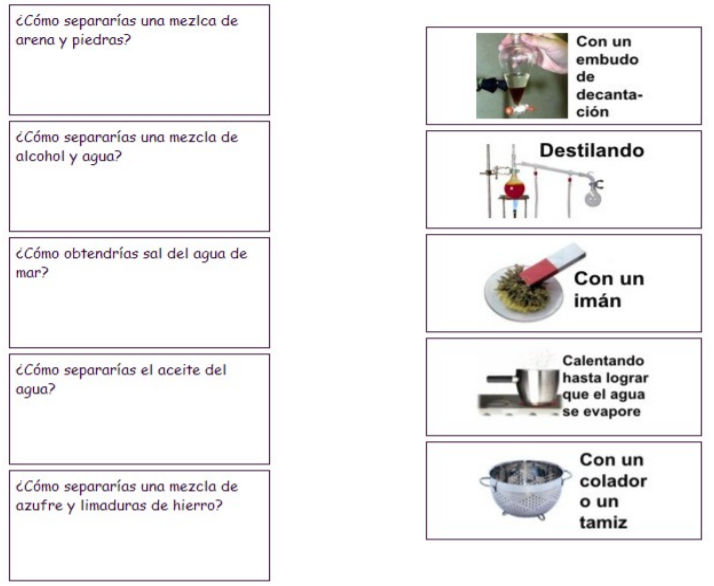 ¿Cómo separarías una mezlca de
arena y piedras?
¿Cómo separarías una mezcla de
alcohol y agua?
¿Cómo obtendrías sal del agua de
mar?
¿Cómo separarías el aceite del
agua?
¿Cómo separarías una mezcla de
azufre y limaduras de hierro?
Con un
embudo
de
decanta-
ción
Destilando
Con un
imán
Calentando
hasta lograr
que el agua
se evapore
Con un
colador
o un
tamiz